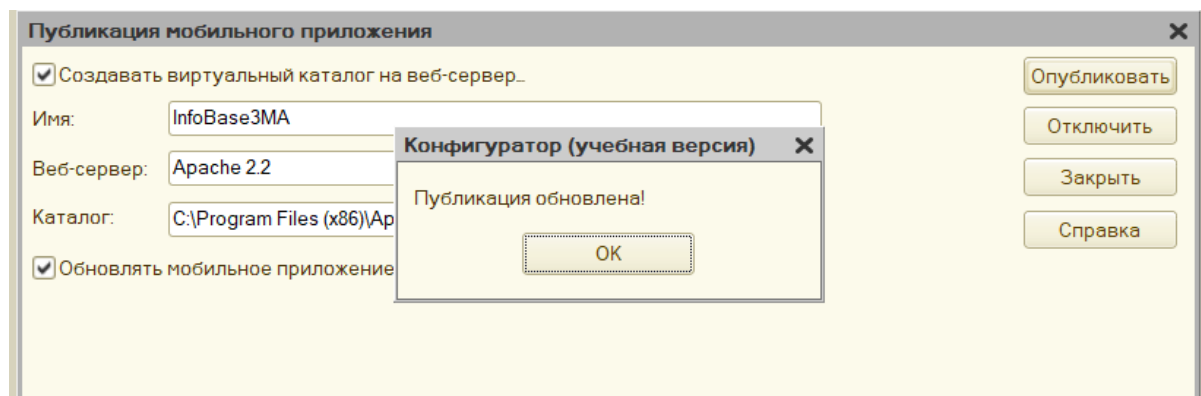 Публикация мобильного приложения
Создавать виртуальный каталог на веб-сервер...
Опубликовать
Имя:
InfoBase3MA
Отключить
Конфигуратор (учебная версия)
Веб-сервер:
Apache 2.2
Закрыть
Публикация обновлена!
Каталог:
C:\Program Files (x86)\Ap
Справка
OK
Обновлять мобильное приложение